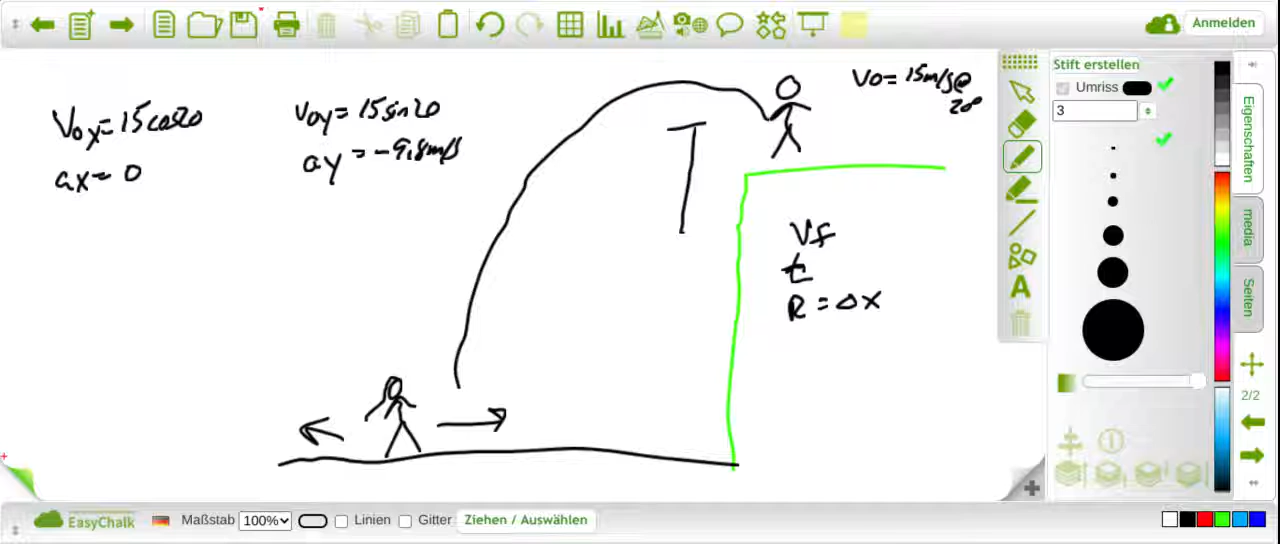 Anmelden
Stift erstellen
Umriss
3
Eigenschaften
media
Seiten
2/2
Vox = 15cos20
ax = 0
Voy = 15sin20
ay = -9.8m/s
Vo = 15m/s@
20°
Vf
t
R = Δx
A
EasyChalk
Maßstab
100%
Linien
Gitter
Ziehen / Auswählen